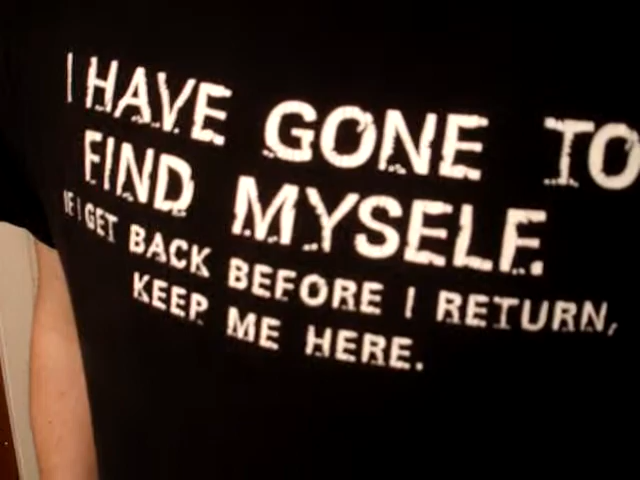 I HAVE GONE TO
FIND MYSELF.
IF I GET BACK BEFORE I RETURN,
KEEP ME HERE.